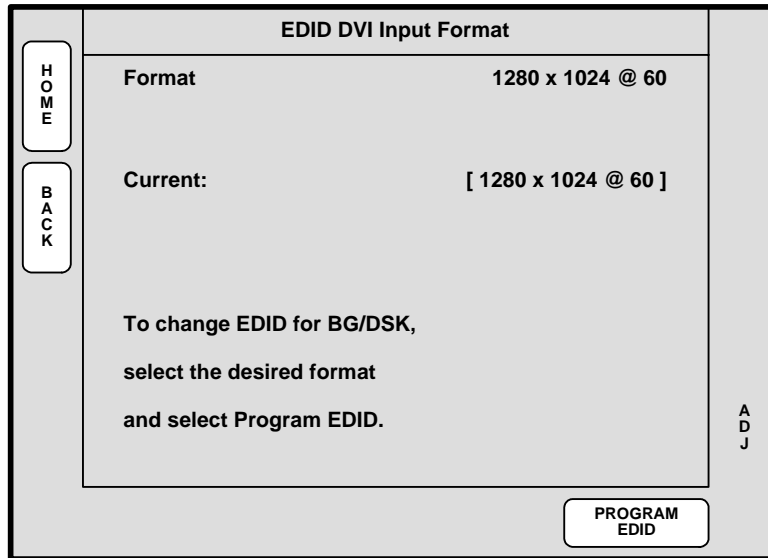 EDID DVI Input Format
HOME
BACK
Format 1280 x 1024 @ 60
Current: [ 1280 x 1024 @ 60 ]
To change EDID for BG/DSK,
select the desired format
and select Program EDID.
ADJ
PROGRAM
EDID